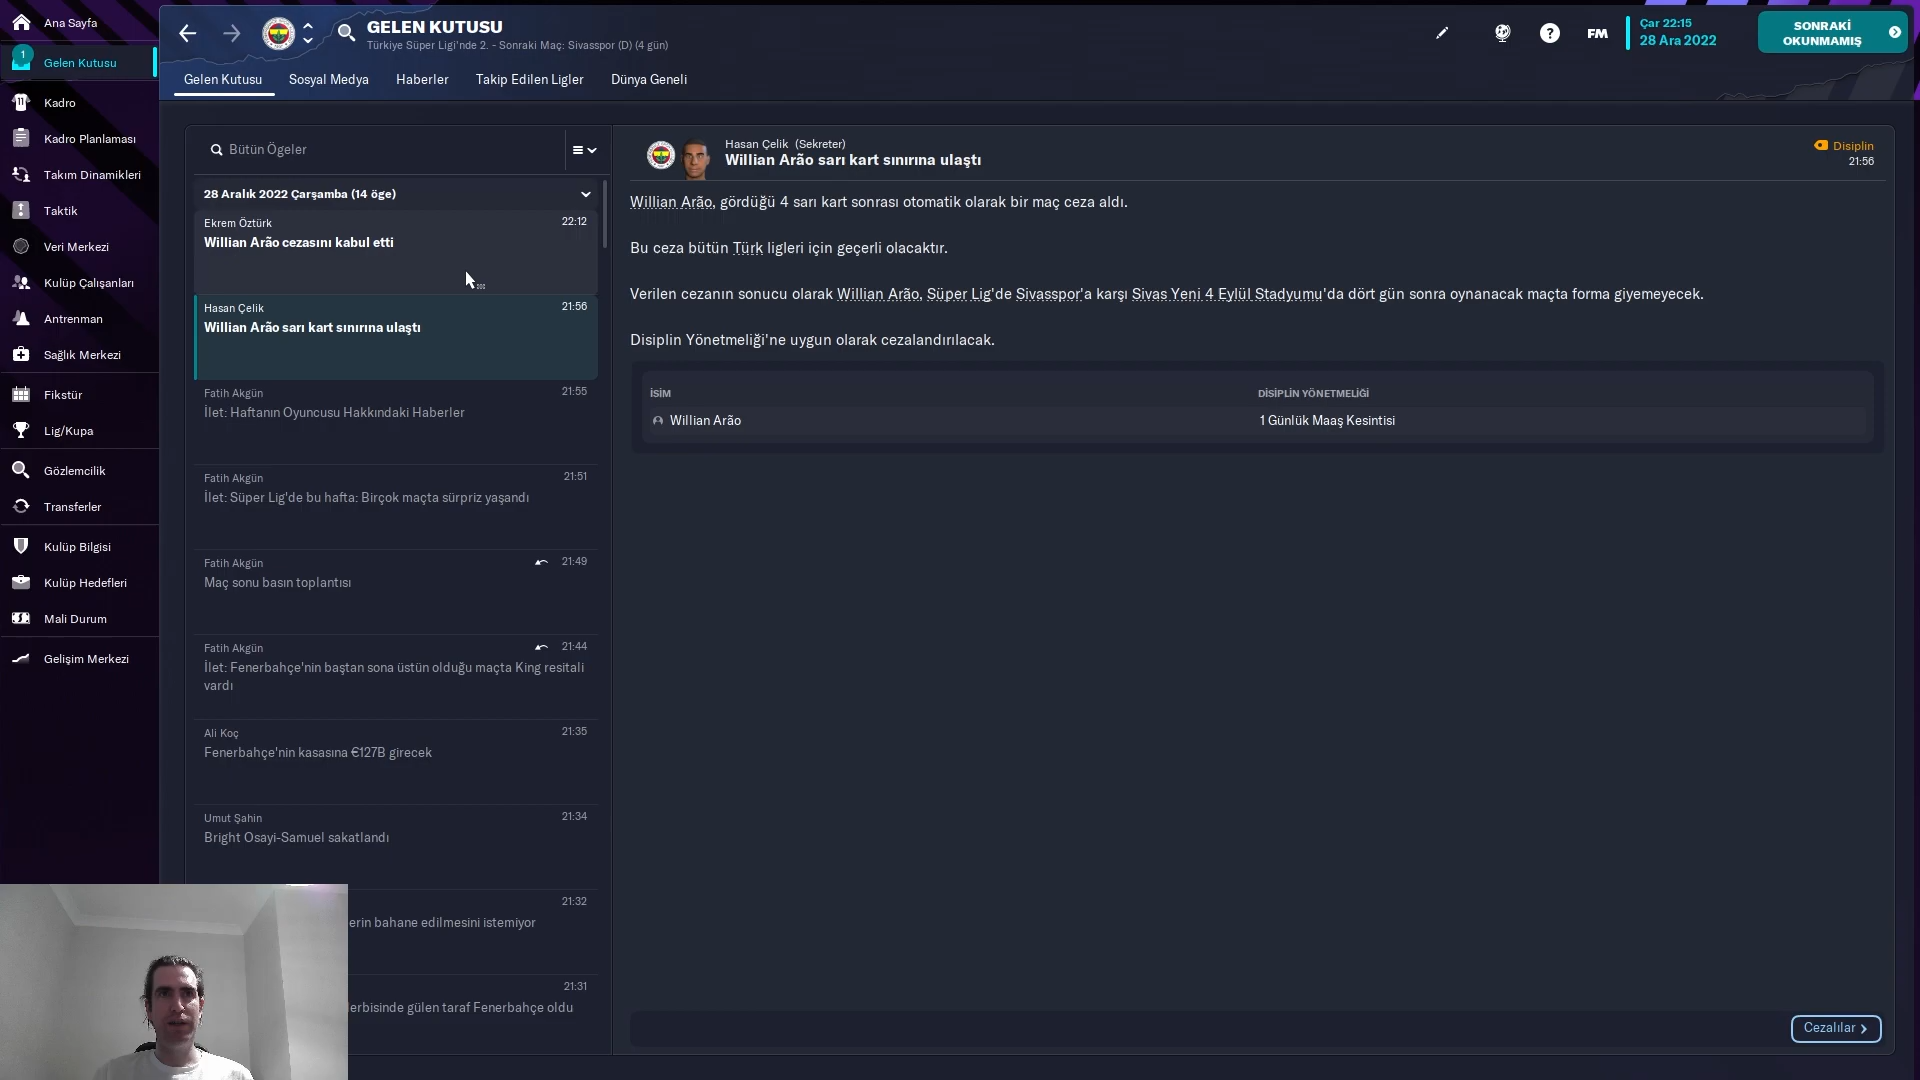 Ana Sayfa
1
Gelen Kutusu
Kadro
Kadro Planlaması
Takım Dinamikleri
Taktik
Veri Merkezi
Kulüp Çalışanları
Antrenman
Sağlık Merkezi
Fikstür
Lig/Kupa
Gözlemcilik
Transferler
Kulüp Bilgisi
Kulüp Hedefleri
Mali Durum
Gelişim Merkezi
GELEN KUTUSU
Türkiye Süper Ligi'nde 2. - Sonraki Maç: Sivasspor (D) (4 gün)
FM
Çar 22:15
28 Ara 2022
SONRAKİ
OKUNMAMIŞ
Gelen Kutusu
Sosyal Medya
Haberler
Takip Edilen Ligler
Dünya Geneli
Bütün Ögeler
28 Aralık 2022 Çarşamba (14 öge)
Ekrem Öztürk 22:12
Willian Arão cezasını kabul etti
Hasan Çelik 21:56
Willian Arão sarı kart sınırına ulaştı
Fatih Akgün 21:55
İlet: Haftanın Oyuncusu Hakkındaki Haberler
Fatih Akgün 21:51
İlet: Süper Lig'de bu hafta: Birçok maçta sürpriz yaşandı
Fatih Akgün 21:49
Maç sonu basın toplantısı
Fatih Akgün 21:44
İlet: Fenerbahçe'nin baştan sona üstün olduğu maçta King resitali
vardı
Ali Koç 21:35
Fenerbahçe'nin kasasına €127B girecek
Umut Şahin 21:34
Bright Osayi-Samuel sakatlandı
21:32
erin bahane edilmesini istemiyor
21:31
erbisinde gülen taraf Fenerbahçe oldu
Hasan Çelik (Sekreter)
Willian Arão sarı kart sınırına ulaştı
Disiplin
21:56
Willian Arão, gördüğü 4 sarı kart sonrası otomatik olarak bir maç ceza aldı.
Bu ceza bütün Türk ligleri için geçerli olacaktır.
Verilen cezanın sonucu olarak Willian Arão, Süper Lig'de Sivasspor'a karşı Sivas Yeni 4 Eylül Stadyumu'da dört gün sonra oynanacak maçta forma giyemeyecek.
Disiplin Yönetmeliği'ne uygun olarak cezalandırılacak.
İSİM DİSİPLİN YÖNETMELİĞİ
Willian Arão 1 Günlük Maaş Kesintisi
Cezalılar